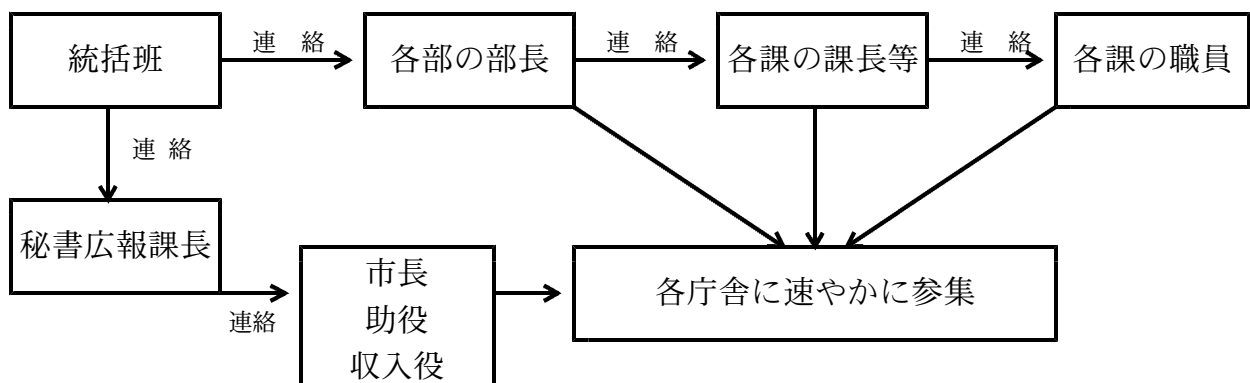 統括班
連　絡
各部の部長
連　絡
各課の課長等
連　絡
各課の職員
連 絡
秘書広報課長
連絡
市長
助役
収入役
各庁舎に速やかに参集